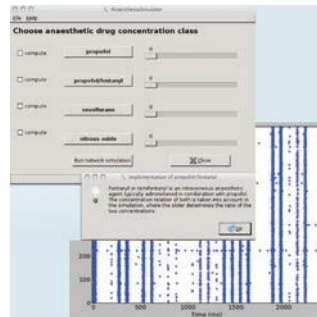 AnaesthesiaSimulator
File Help
Choose anaesthetic drug concentration class
0
compute propofol
0
compute propofol/fentanyl
0
compute sevoflurane
0
compute nitrous oxide
Run network simulation Close
Implementation of propofol/fentanyl
Fentanyl or remifentanyl is an intravenous anaesthetic
agent typically administered in combination with propofol.
The concentration relation of both is taken into account in
the simulation, where the slider determines the ratio of the
two concentrations.
OK
200
100
0
0 500 1000 1500 2000
Time (ms)